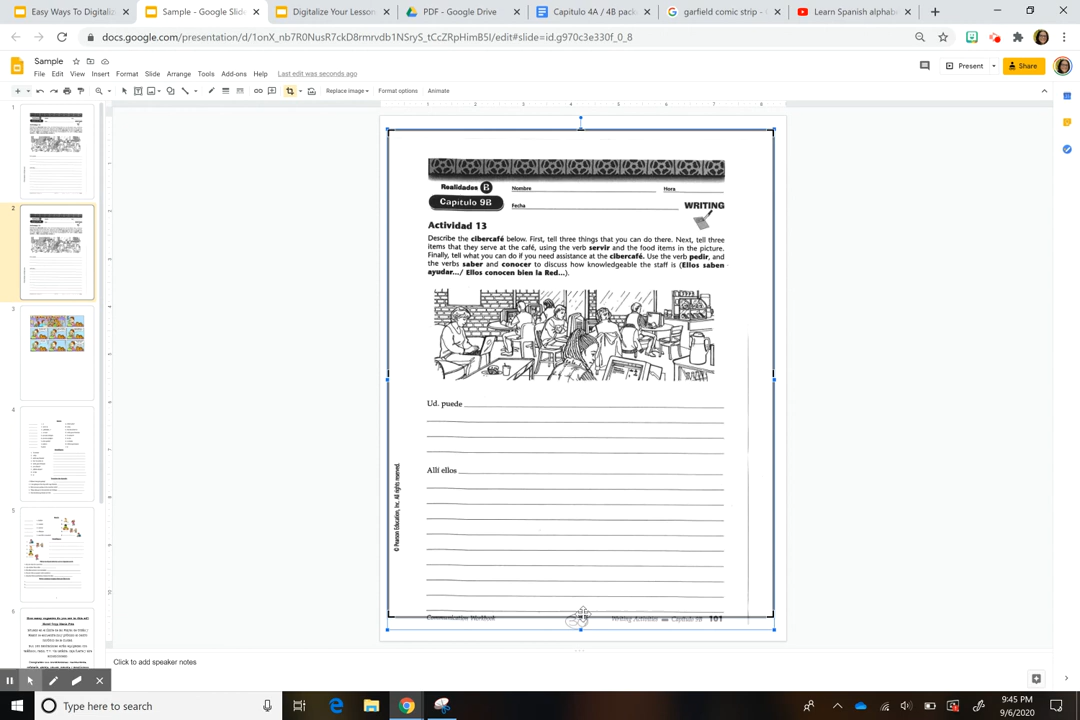 Easy Ways To Digitaliz
Sample - Google Slid
Digitalize Your Lesson
PDF - Google Drive
Capitulo 4A / 4B pack
garfield comic strip - G
Learn Spanish alphabe
docs.google.com/presentation/d/1onX_nb7R0NusR7ckD8rmrvdb1NSryS_tCcZRpHimB5I/edit#slide=id.g970c3e330f_0_8
Sample
File Edit View Insert Format Slide Arrange Tools Add-ons Help Last edit was seconds ago
Present
Share
Replace image
Format options
Animate
Realidades B
Nombre
Hora
Capítulo 9B
Fecha
WRITING
Actividad 13
Describe the cibercafé below. First, tell three things that you can do there. Next, tell three
items that they serve at the café, using the verb servir and the food items in the picture.
Finally, tell what you can do if you need assistance at the cibercafé. Use the verb pedir, and
the verbs saber and conocer to discuss how knowledgeable the staff is (Ellos saben
ayudar.../ Ellos conocen bien la Red...).
Ud. puede
Allí ellos
© Pearson Education, Inc. All rights reserved.
Communication Workbook
Writing Activities — Capítulo 9B 101
Click to add speaker notes
Type here to search
9:45 PM
9/6/2020